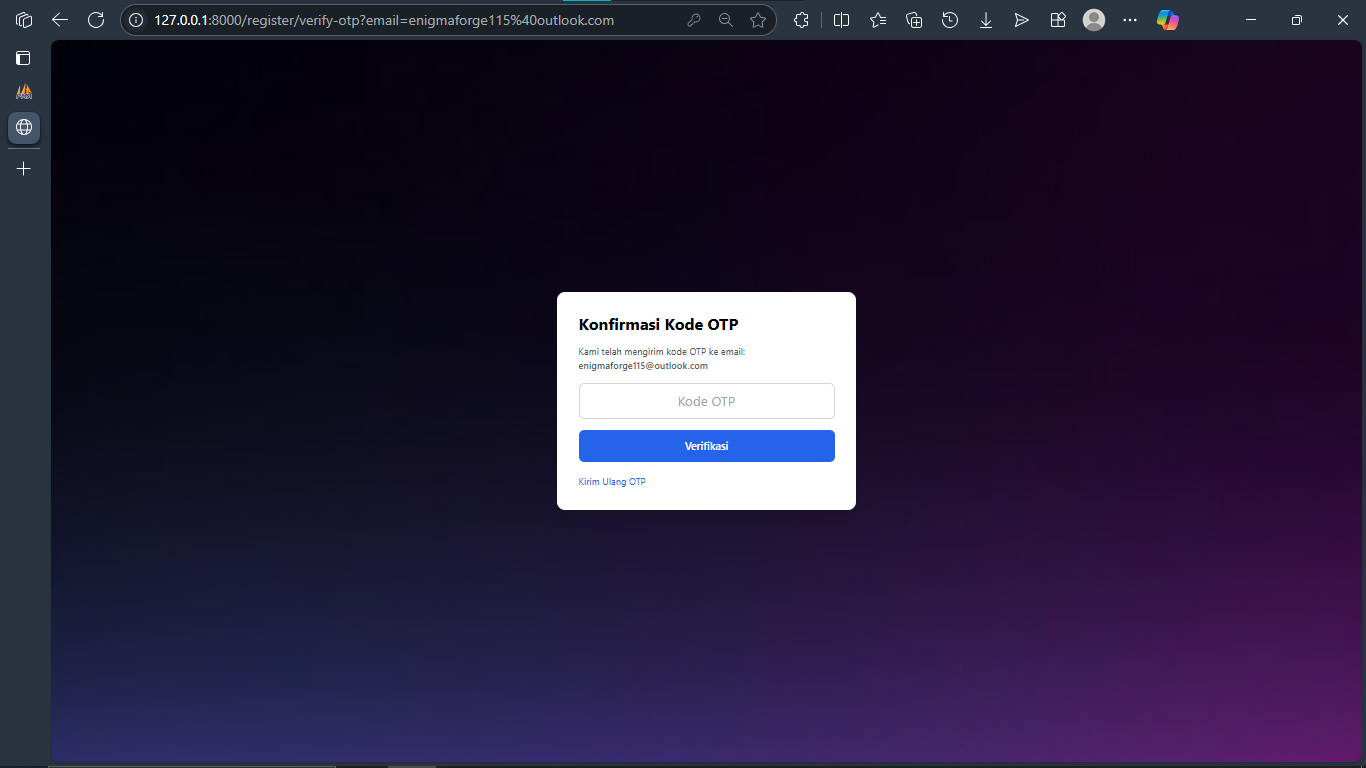 127.0.0.1:8000/register/verify-otp?email=enigmaforge115%40outlook.com
Konfirmasi Kode OTP
Kami telah mengirim kode OTP ke email:
enigmaforge115@outlook.com
Kode OTP
Verifikasi
Kirim Ulang OTP